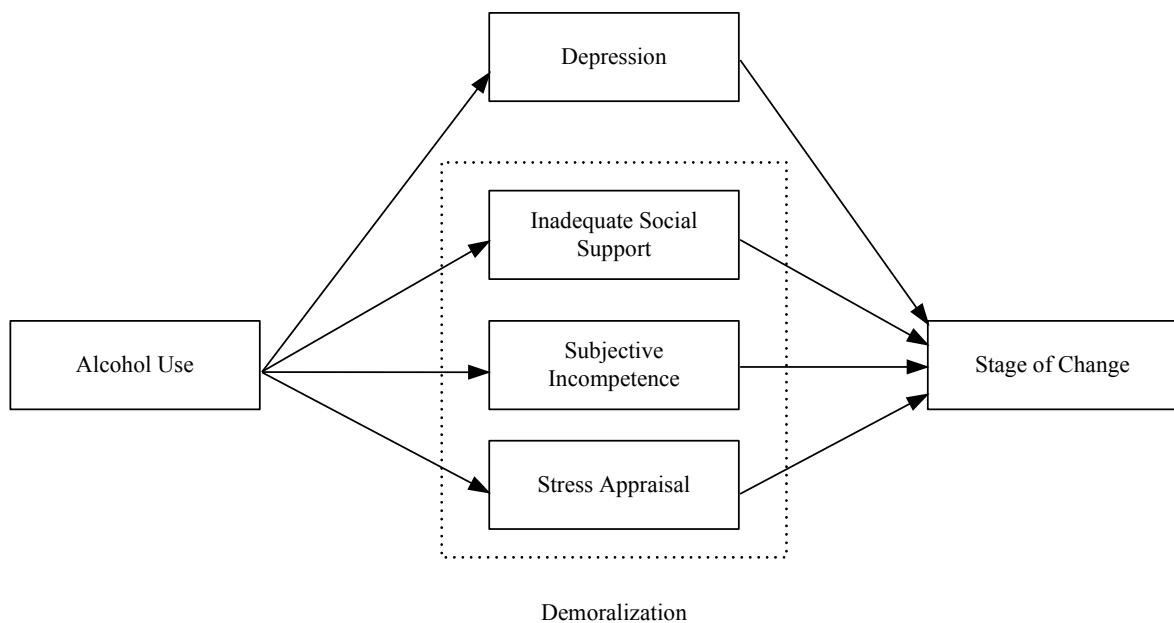 Depression
Inadequate Social
Support
Alcohol Use
Subjective
Incompetence
Stage of Change
Stress Appraisal
Demoralization